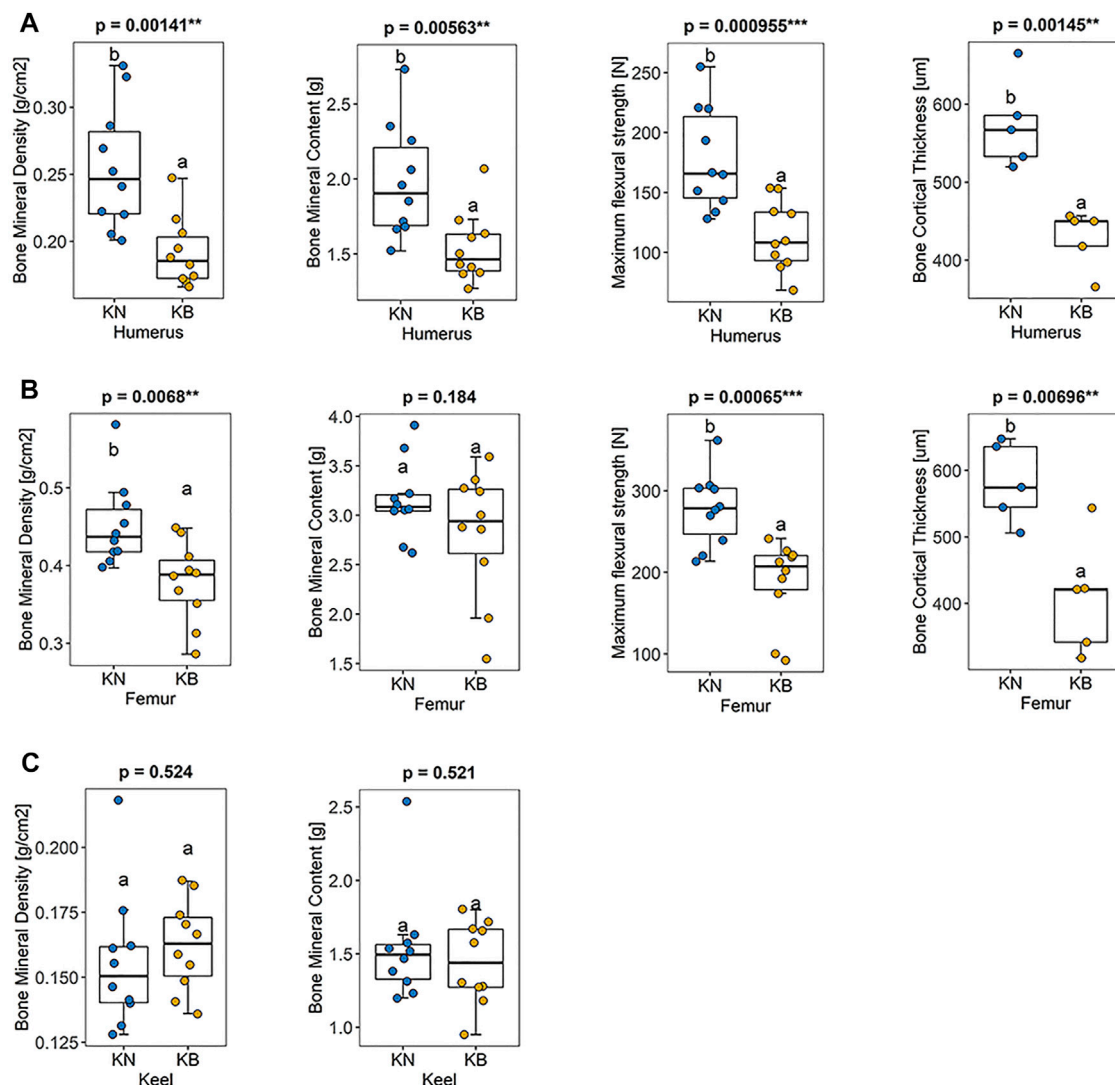 A
p = 0.00141**
p = 0.00563**
p = 0.000955***
p = 0.00145**
Bone Mineral Density [g/cm2]
0.30
0.25
0.20
b
a
KN KB
Humerus
Bone Mineral Content [g]
2.5
2.0
1.5
b
a
KN KB
Humerus
Maximum flexural strength [N]
250
200
150
100
b
a
KN KB
Humerus
Bone Cortical Thickness [um]
600
500
400
b
a
KN KB
Humerus
B
p = 0.0068**
p = 0.184
p = 0.00065***
p = 0.00696**
Bone Mineral Density [g/cm2]
0.5
0.4
0.3
b
a
KN KB
Femur
Bone Mineral Content [g]
4.0
3.5
3.0
2.5
2.0
1.5
a
a
KN KB
Femur
Maximum flexural strength [N]
300
200
100
b
a
KN KB
Femur
Bone Cortical Thickness [um]
600
500
400
b
a
KN KB
Femur
C
p = 0.524
p = 0.521
Bone Mineral Density [g/cm2]
0.200
0.175
0.150
0.125
a
a
KN KB
Keel
Bone Mineral Content [g]
2.5
2.0
1.5
1.0
a
a
KN KB
Keel